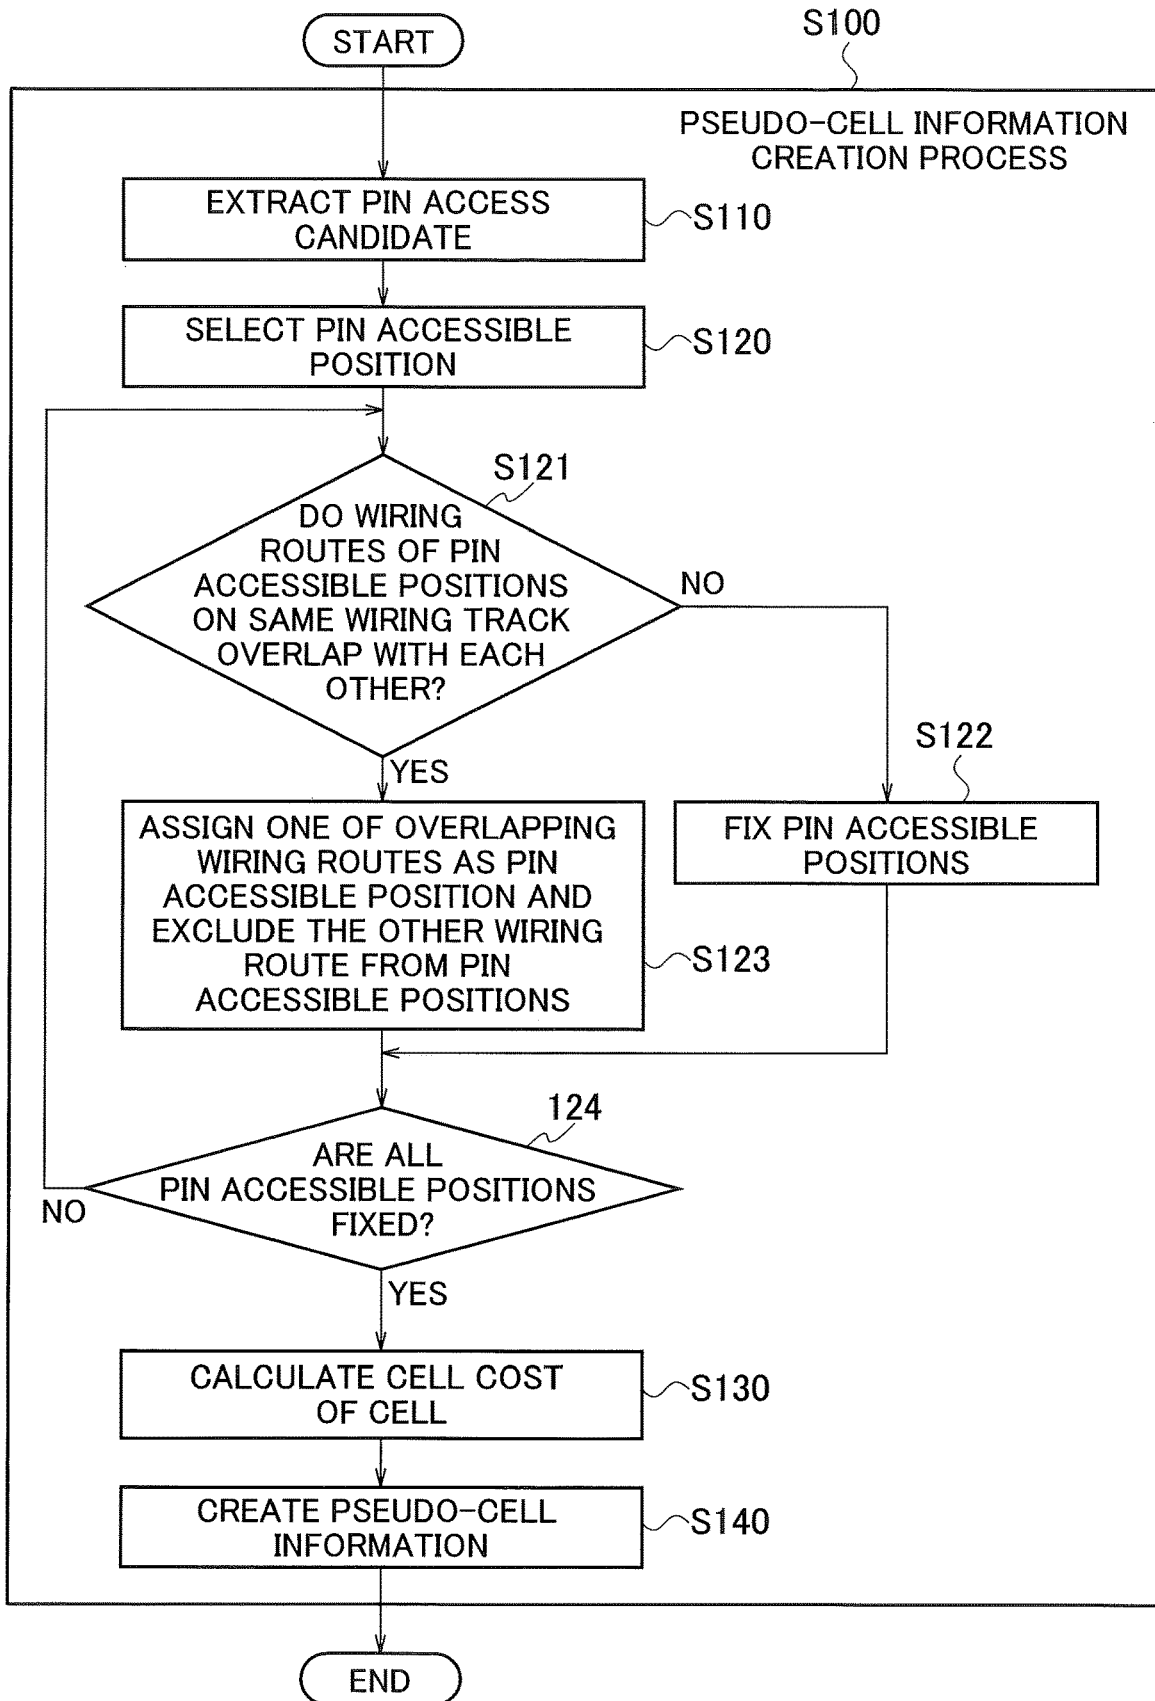 START
S100
PSEUDO-CELL INFORMATION
CREATION PROCESS
EXTRACT PIN ACCESS
CANDIDATE
S110
SELECT PIN ACCESSIBLE
POSITION
S120
S121
DO WIRING
ROUTES OF PIN
ACCESSIBLE POSITIONS
ON SAME WIRING TRACK
OVERLAP WITH EACH
OTHER?
NO
YES
S122
FIX PIN ACCESSIBLE
POSITIONS
ASSIGN ONE OF OVERLAPPING
WIRING ROUTES AS PIN
ACCESSIBLE POSITION AND
EXCLUDE THE OTHER WIRING
ROUTE FROM PIN
ACCESSIBLE POSITIONS
S123
124
ARE ALL
PIN ACCESSIBLE POSITIONS
FIXED?
NO
YES
CALCULATE CELL COST
OF CELL
S130
CREATE PSEUDO-CELL
INFORMATION
S140
END